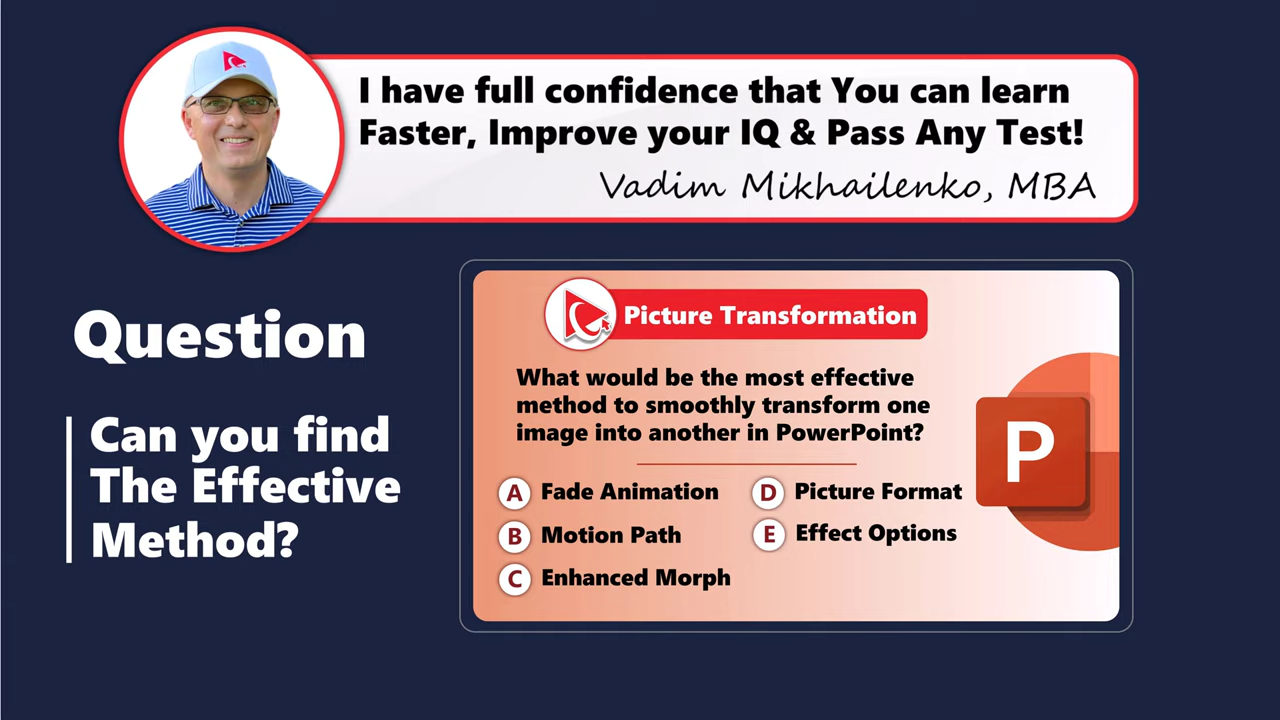 I have full confidence that You can learn
Faster, Improve your IQ & Pass Any Test!
Vadim Mikhailenko, MBA
Question
Can you find
The Effective
Method?
Picture Transformation
What would be the most effective
method to smoothly transform one
image into another in PowerPoint?
A Fade Animation
B Motion Path
C Enhanced Morph
D Picture Format
E Effect Options
P